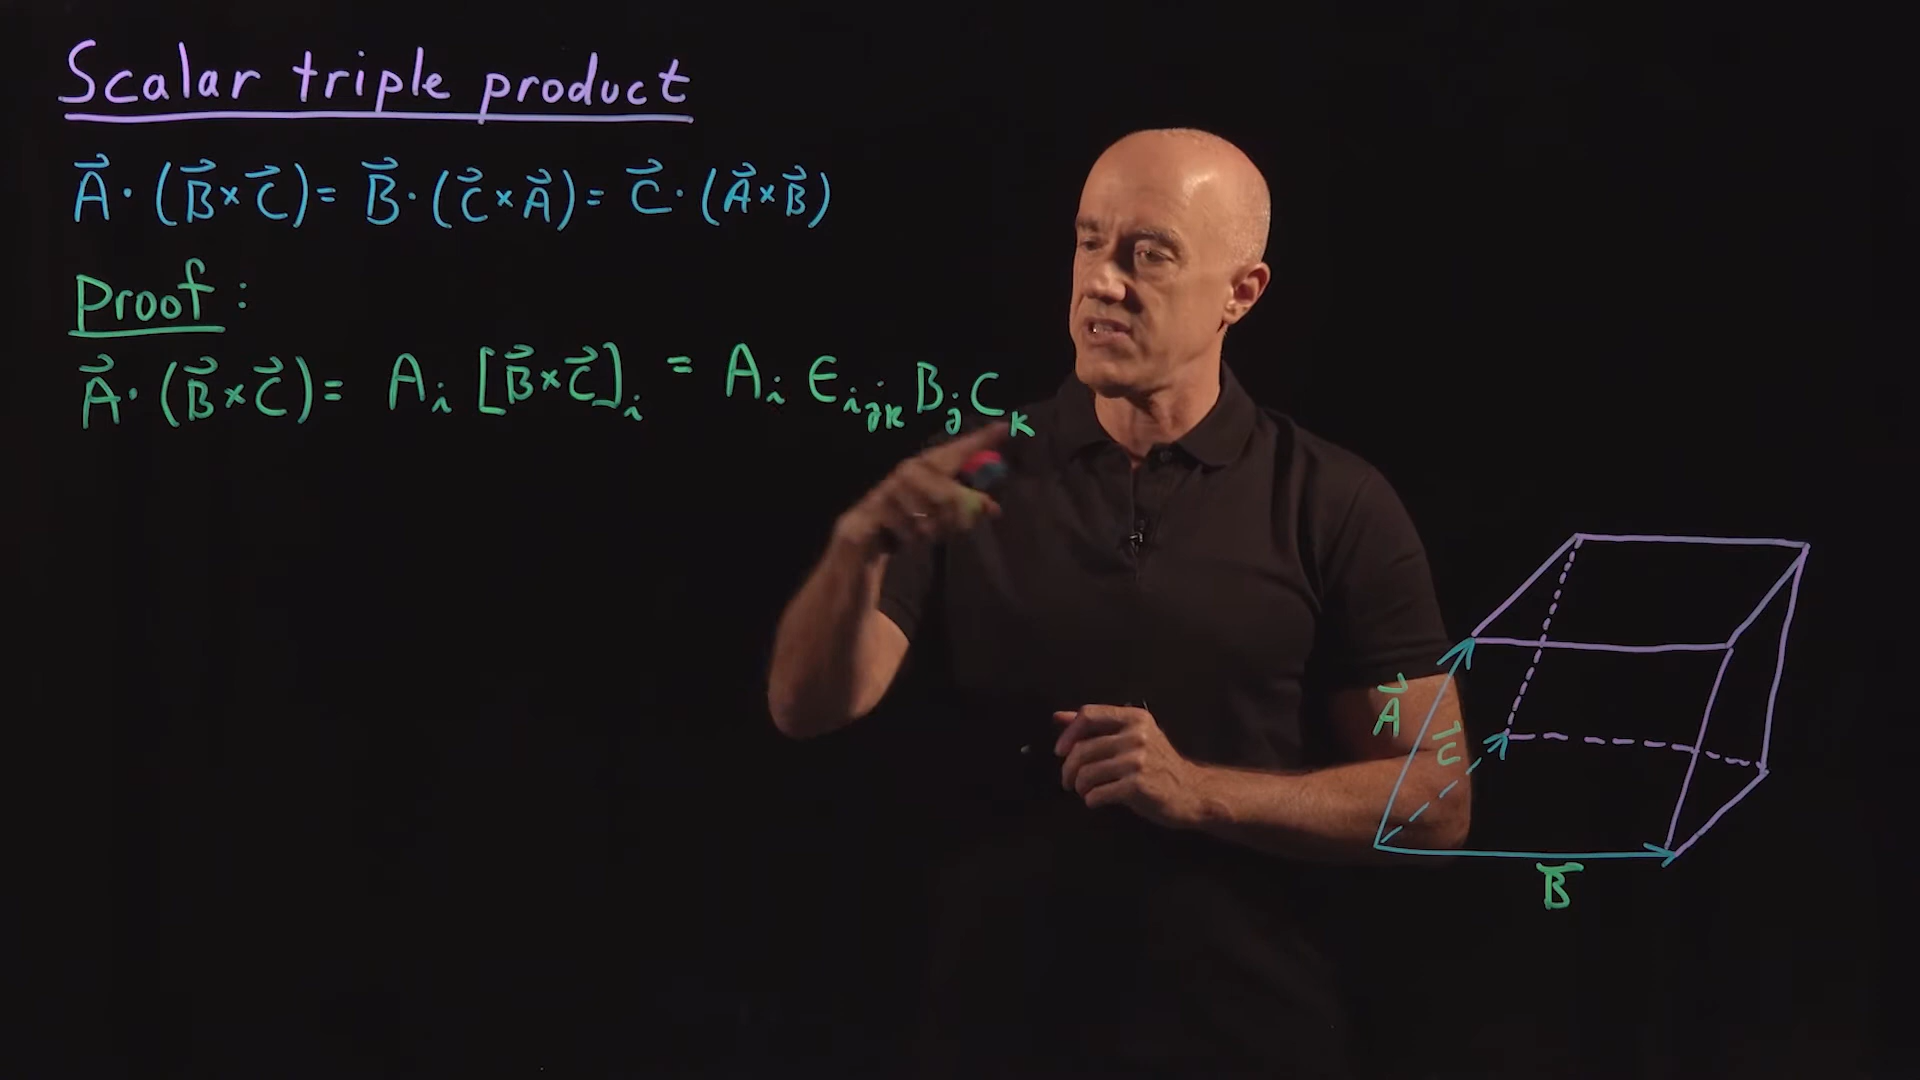 Scalar triple product
A⃗ · (B⃗ × C⃗) = B⃗ · (C⃗ × A⃗) = C⃗ · (A⃗ × B⃗)
Proof:
A⃗ · (B⃗ × C⃗) = Aᵢ [B⃗ × C⃗]ᵢ = Aᵢ ϵᵢⱼₖ Bⱼ Cₖ
A⃗
C⃗
B⃗